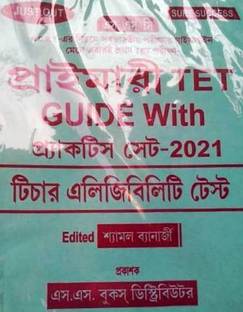 JUST OUT
SURE SUCCESS
প্রাইমারী TET
GUIDE With
প্র্যাকটিস সেট-2021
টিচার এলিজিবিলিটি টেস্ট
Edited শ্যামল ব্যানার্জী
প্রকাশক
এস.এস. বুকস্ ডিস্ট্রিবিউটর